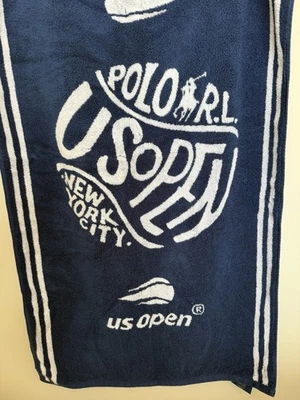 POLO R.L.
US OPEN
NEW
YORK
CITY.
us open®